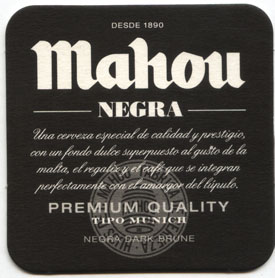 DESDE 1890
Mahou
NEGRA
Una cerveza especial de calidad y prestigio,
con un fondo dulce superpuesto al gusto de la
malta, el regaliz y el café que se integran
perfectamente con el amargor del lúpulo.
PREMIUM QUALITY
TIPO MUNICH
NEGRA DARK BRUNE